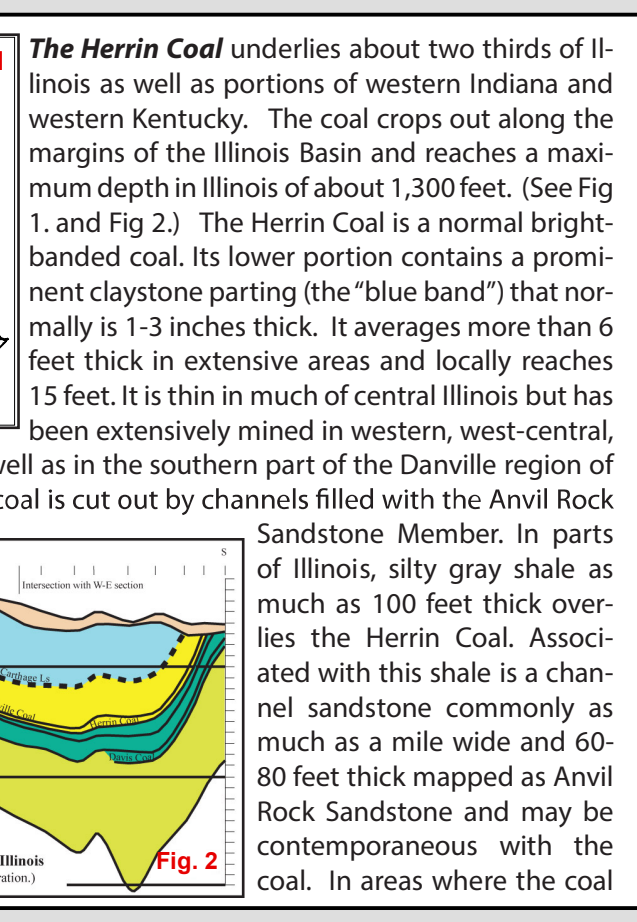 The Herrin Coal underlies about two thirds of Il-
linois as well as portions of western Indiana and
western Kentucky. The coal crops out along the
margins of the Illinois Basin and reaches a maxi-
mum depth in Illinois of about 1,300 feet. (See Fig
1. and Fig 2.) The Herrin Coal is a normal bright-
banded coal. Its lower portion contains a promi-
nent claystone parting (the “blue band”) that nor-
mally is 1-3 inches thick. It averages more than 6
feet thick in extensive areas and locally reaches
15 feet. It is thin in much of central Illinois but has
been extensively mined in western, west-central,
well as in the southern part of the Danville region of
coal is cut out by channels filled with the Anvil Rock
Sandstone Member. In parts
of Illinois, silty gray shale as
much as 100 feet thick over-
lies the Herrin Coal. Associ-
ated with this shale is a chan-
nel sandstone commonly as
much as a mile wide and 60-
80 feet thick mapped as Anvil
Rock Sandstone and may be
contemporaneous with the
coal. In areas where the coal
S
Intersection with W-E section
Carthage Ls
ville Coal
Herrin Coal
Davis Coal
Illinois
ration.)
Fig. 2